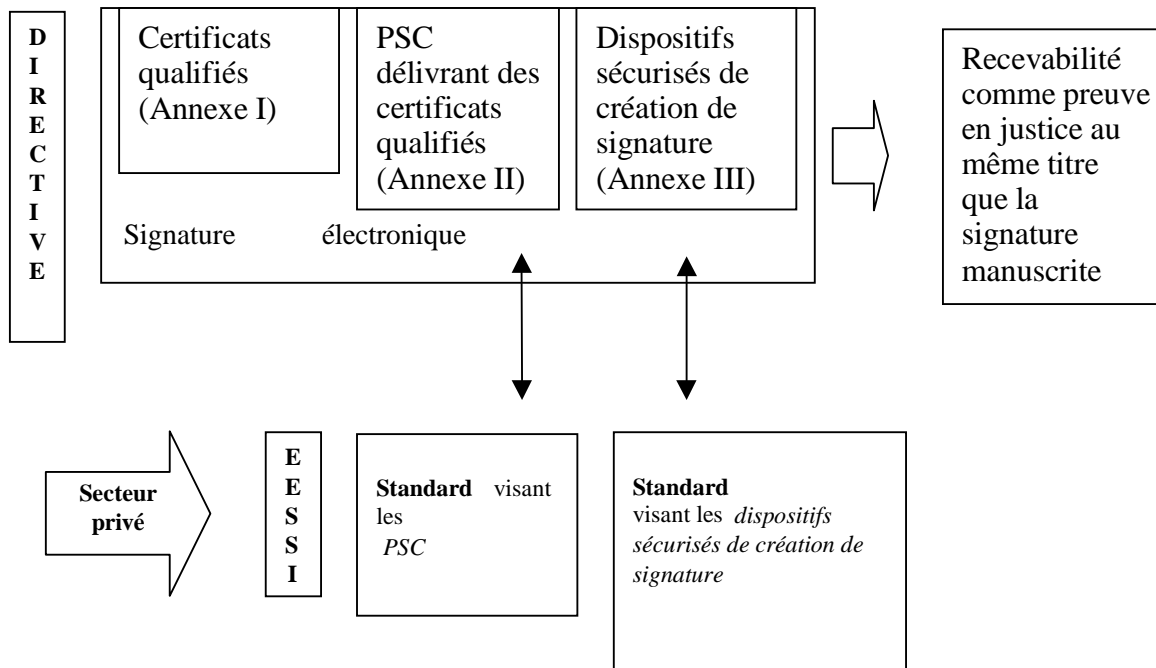 DIRECTIVE
Certificats
qualifiés
(Annexe I)
PSC
délivrant des
certificats
qualifiés
(Annexe II)
Dispositifs
sécurisés de
création de
signature
(Annexe III)
Signature électronique
Recevabilité
comme preuve
en justice au
même titre
que la
signature
manuscrite
Secteur
privé
EESSI
Standard visant
les
PSC
Standard
visant les dispositifs
sécurisés de création de
signature